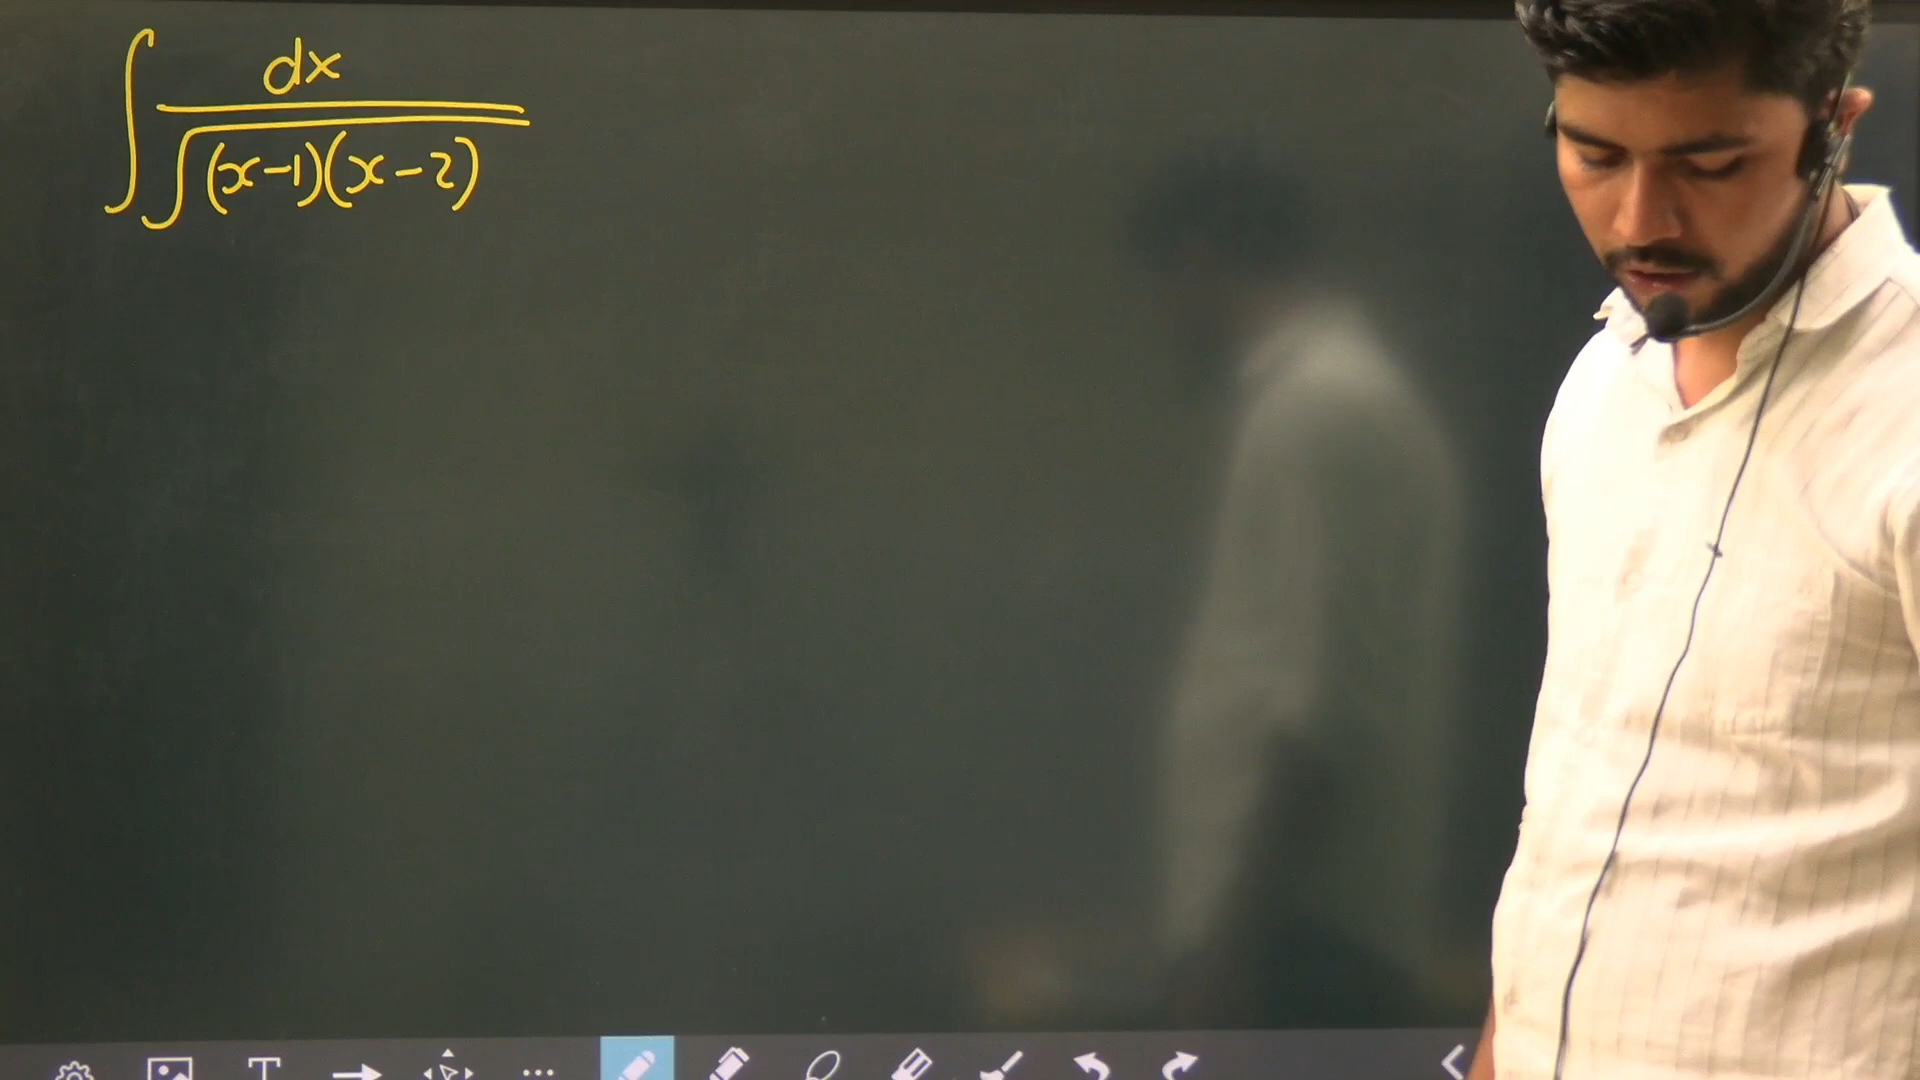 ∫ dx / √(x-1)(x-2)
T